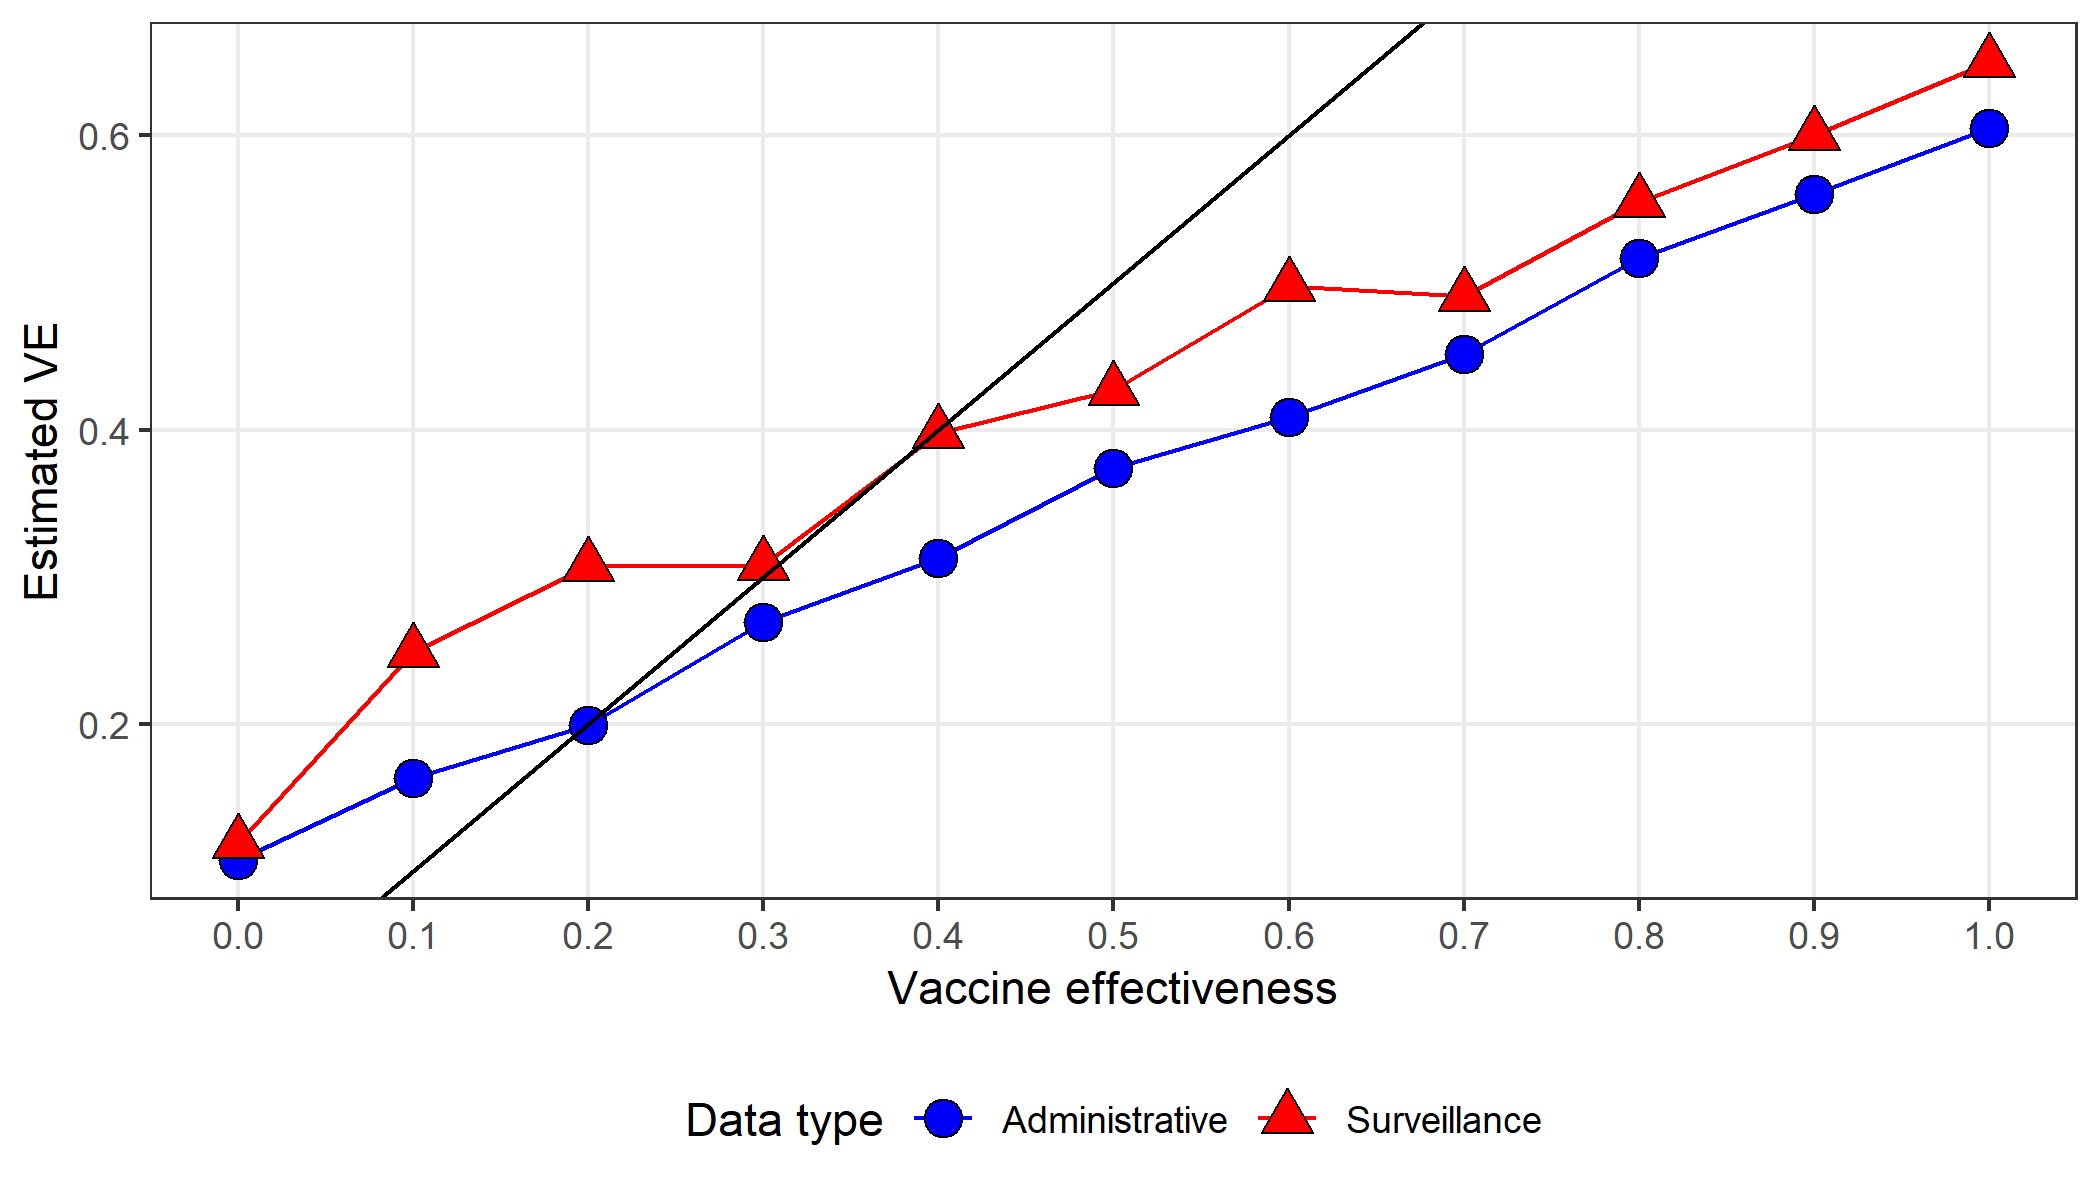 Estimated VE
0.6
0.4
0.2
0.0 0.1 0.2 0.3 0.4 0.5 0.6 0.7 0.8 0.9 1.0
Vaccine effectiveness
Data type Administrative Surveillance